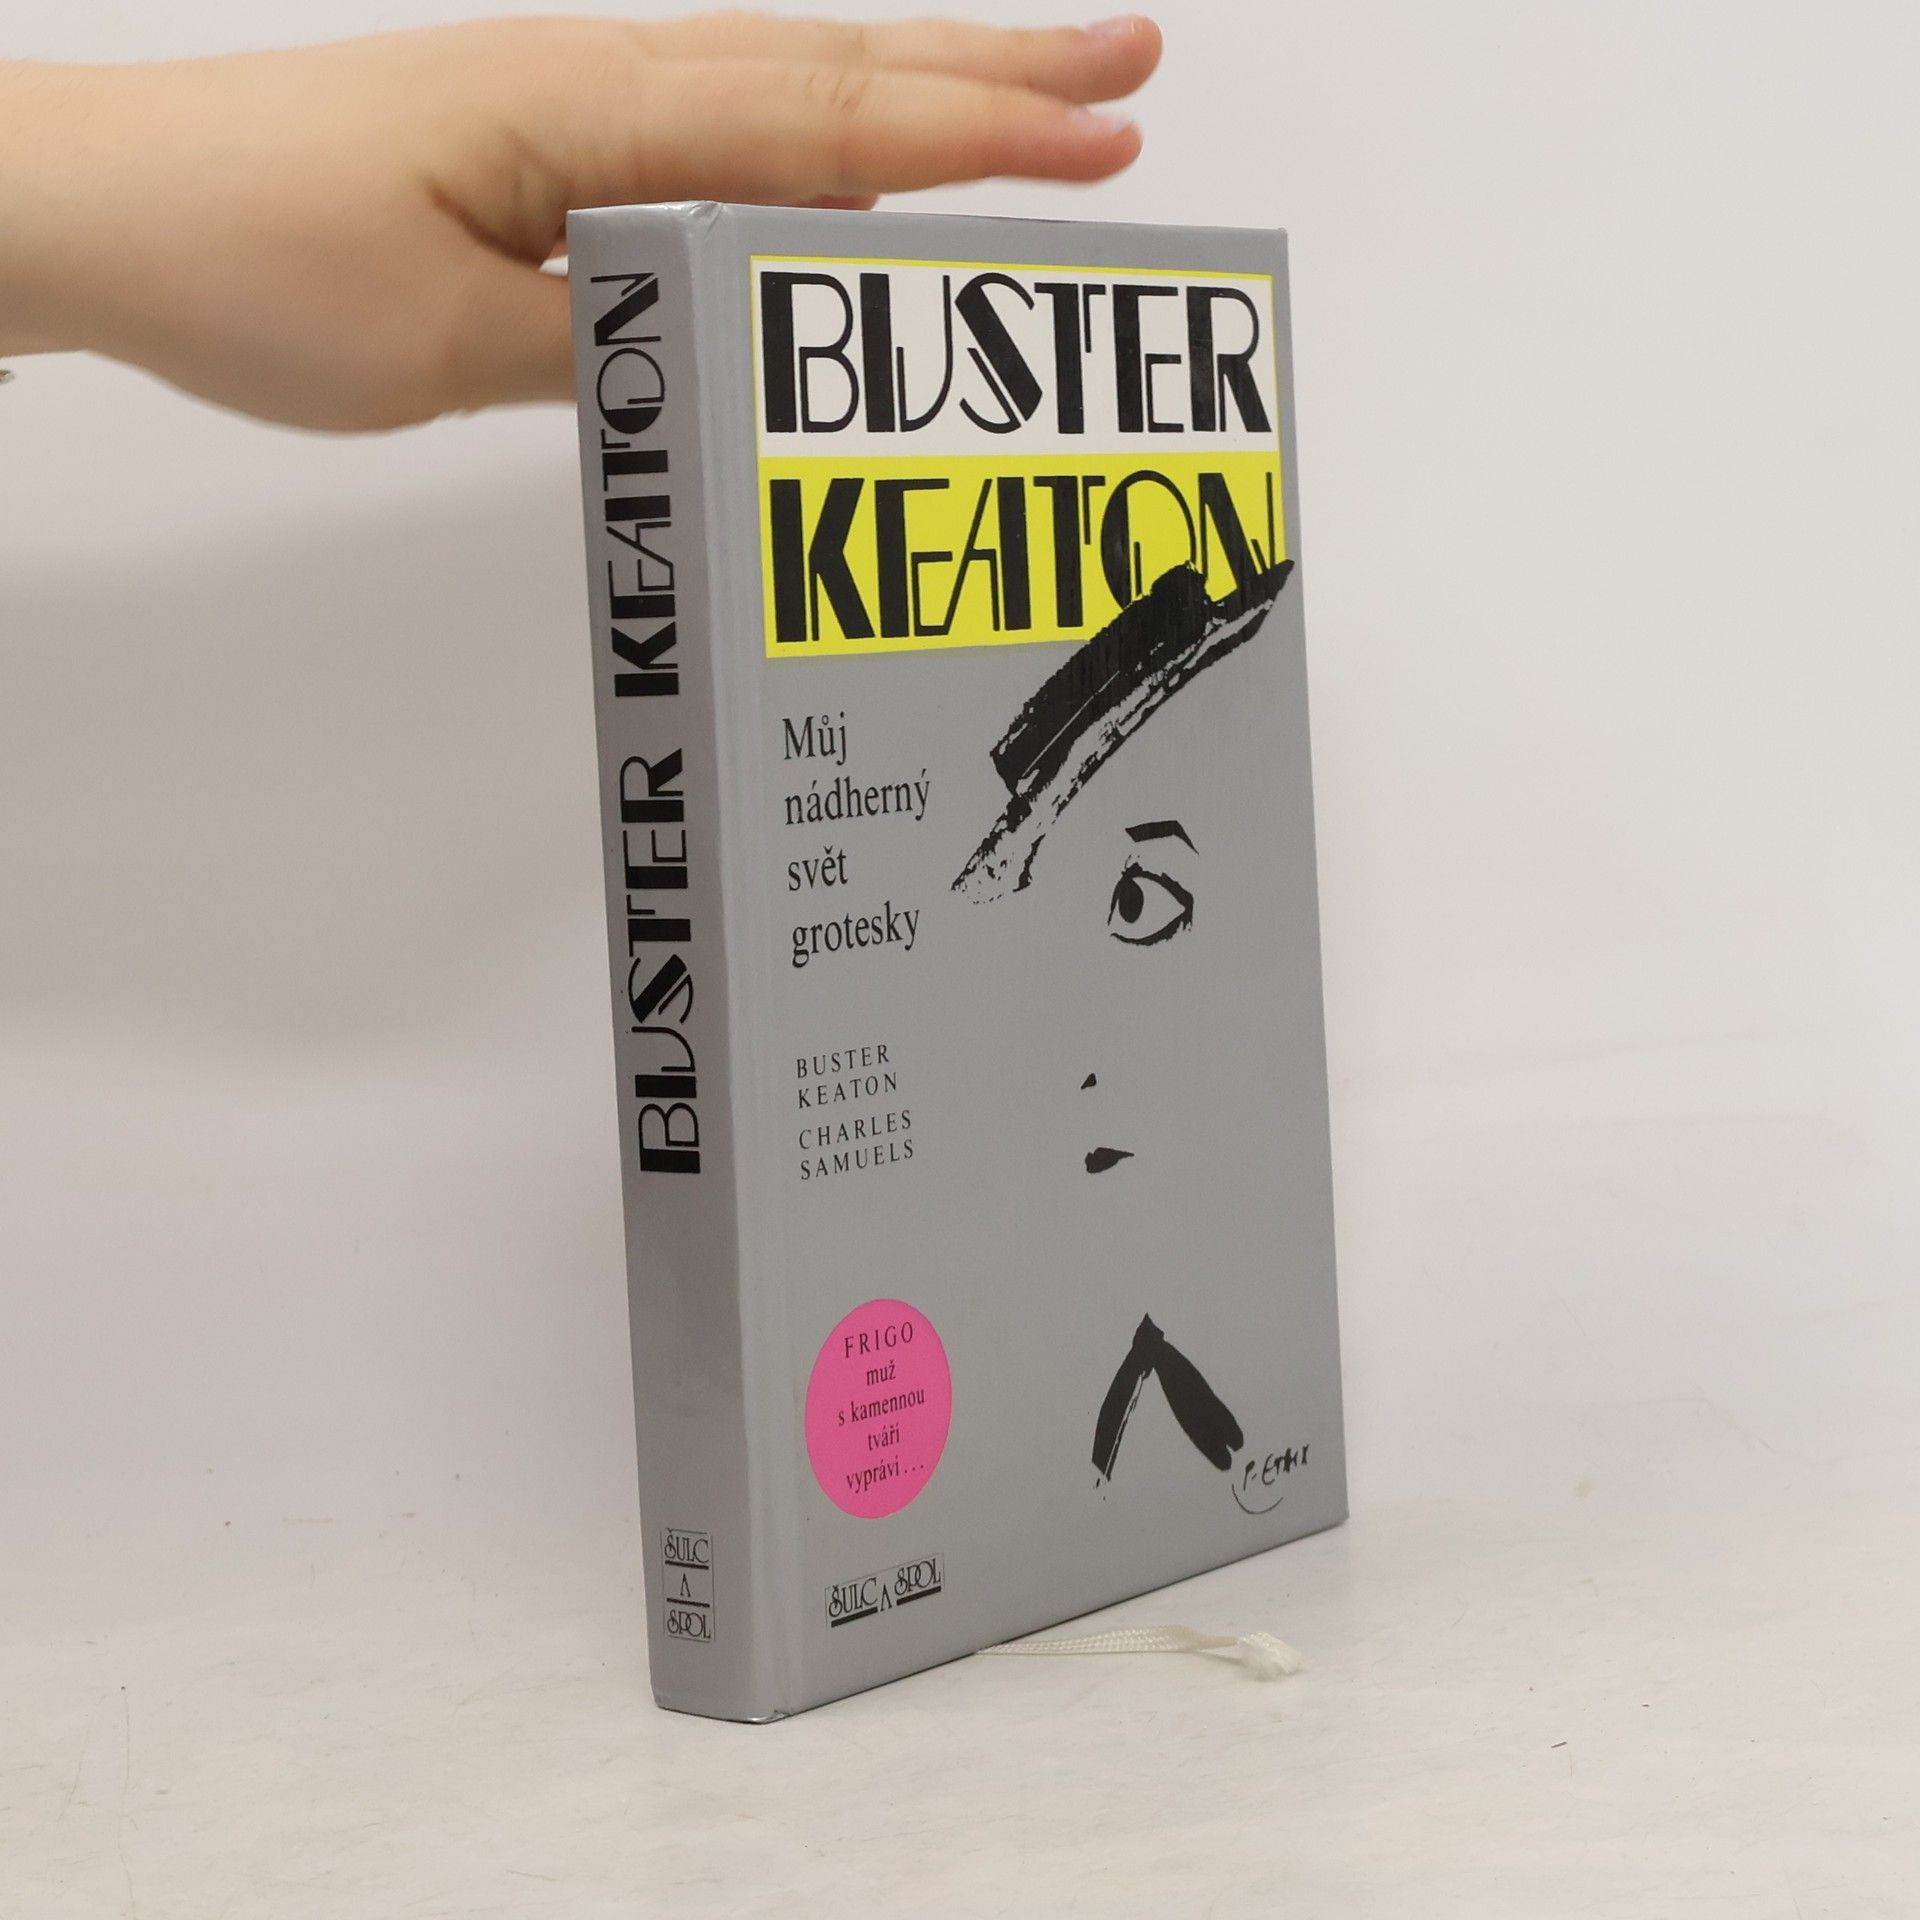 BUSTER KEATON
ŠULC
A
SPOL
BUSTER
KEATON
Můj
nádherný
svět
grotesky
BUSTER
KEATON
CHARLES
SAMUELS
FRIGO
muž
s kamennou
tváří
vypráví...
ŠULC A SPOL